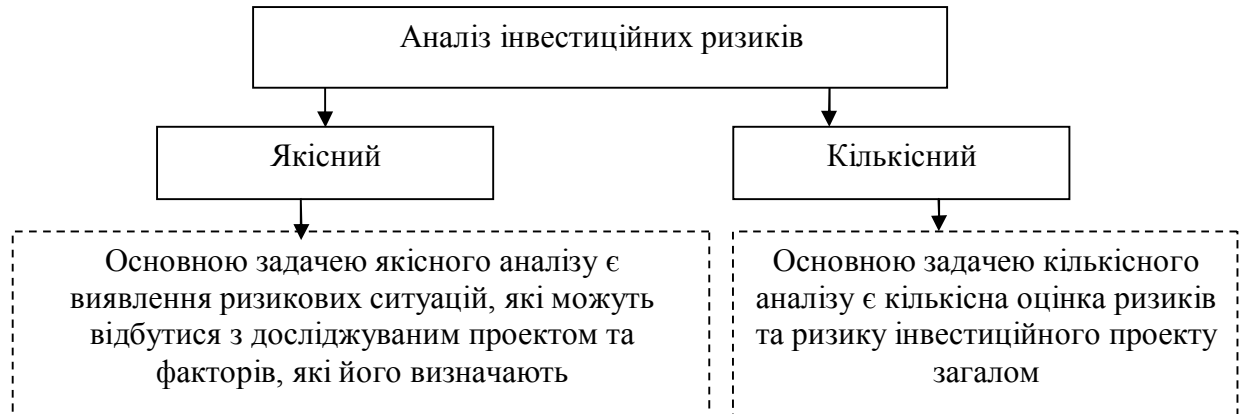 Аналіз інвестиційних ризиків
Якісний
Кількісний
Основною задачею якісного аналізу є
виявлення ризикових ситуацій, які можуть
відбутися з досліджуваним проектом та
факторів, які його визначають
Основною задачею кількісного
аналізу є кількісна оцінка ризиків
та ризику інвестиційного проекту
загалом